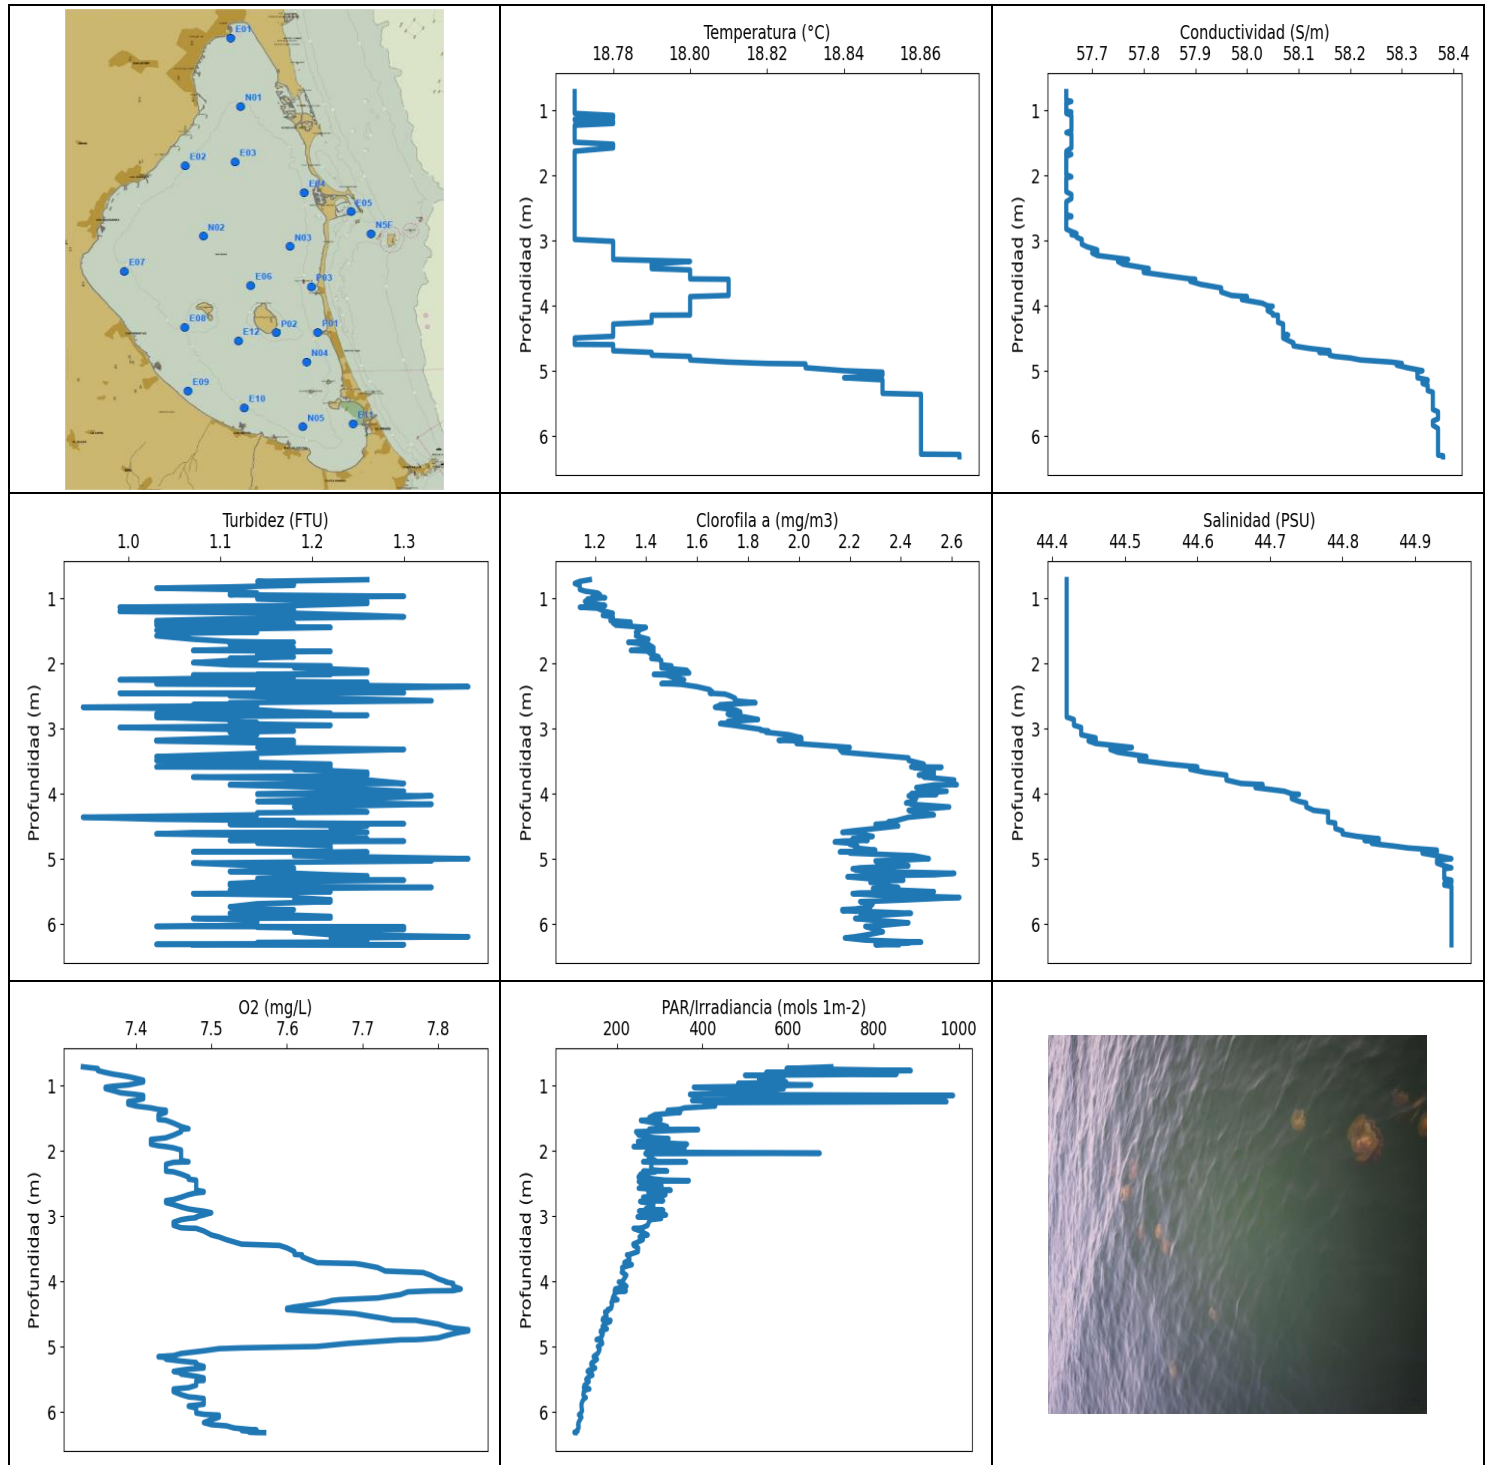 E01
N01
E02
E03
E04
E05
N5F
N02
N03
E07
E06
P03
E08
E12
P02
P01
N04
E09
E10
N05
E11
Temperatura (°C)
18.78 18.80 18.82 18.84 18.86
Profundidad (m)
1
2
3
4
5
6
Conductividad (S/m)
57.7 57.8 57.9 58.0 58.1 58.2 58.3 58.4
Profundidad (m)
1
2
3
4
5
6
Turbidez (FTU)
1.0 1.1 1.2 1.3
Profundidad (m)
1
2
3
4
5
6
Clorofila a (mg/m3)
1.2 1.4 1.6 1.8 2.0 2.2 2.4 2.6
Profundidad (m)
1
2
3
4
5
6
Salinidad (PSU)
44.4 44.5 44.6 44.7 44.8 44.9
Profundidad (m)
1
2
3
4
5
6
O2 (mg/L)
7.4 7.5 7.6 7.7 7.8
Profundidad (m)
1
2
3
4
5
6
PAR/Irradiancia (mols 1m-2)
200 400 600 800 1000
Profundidad (m)
1
2
3
4
5
6